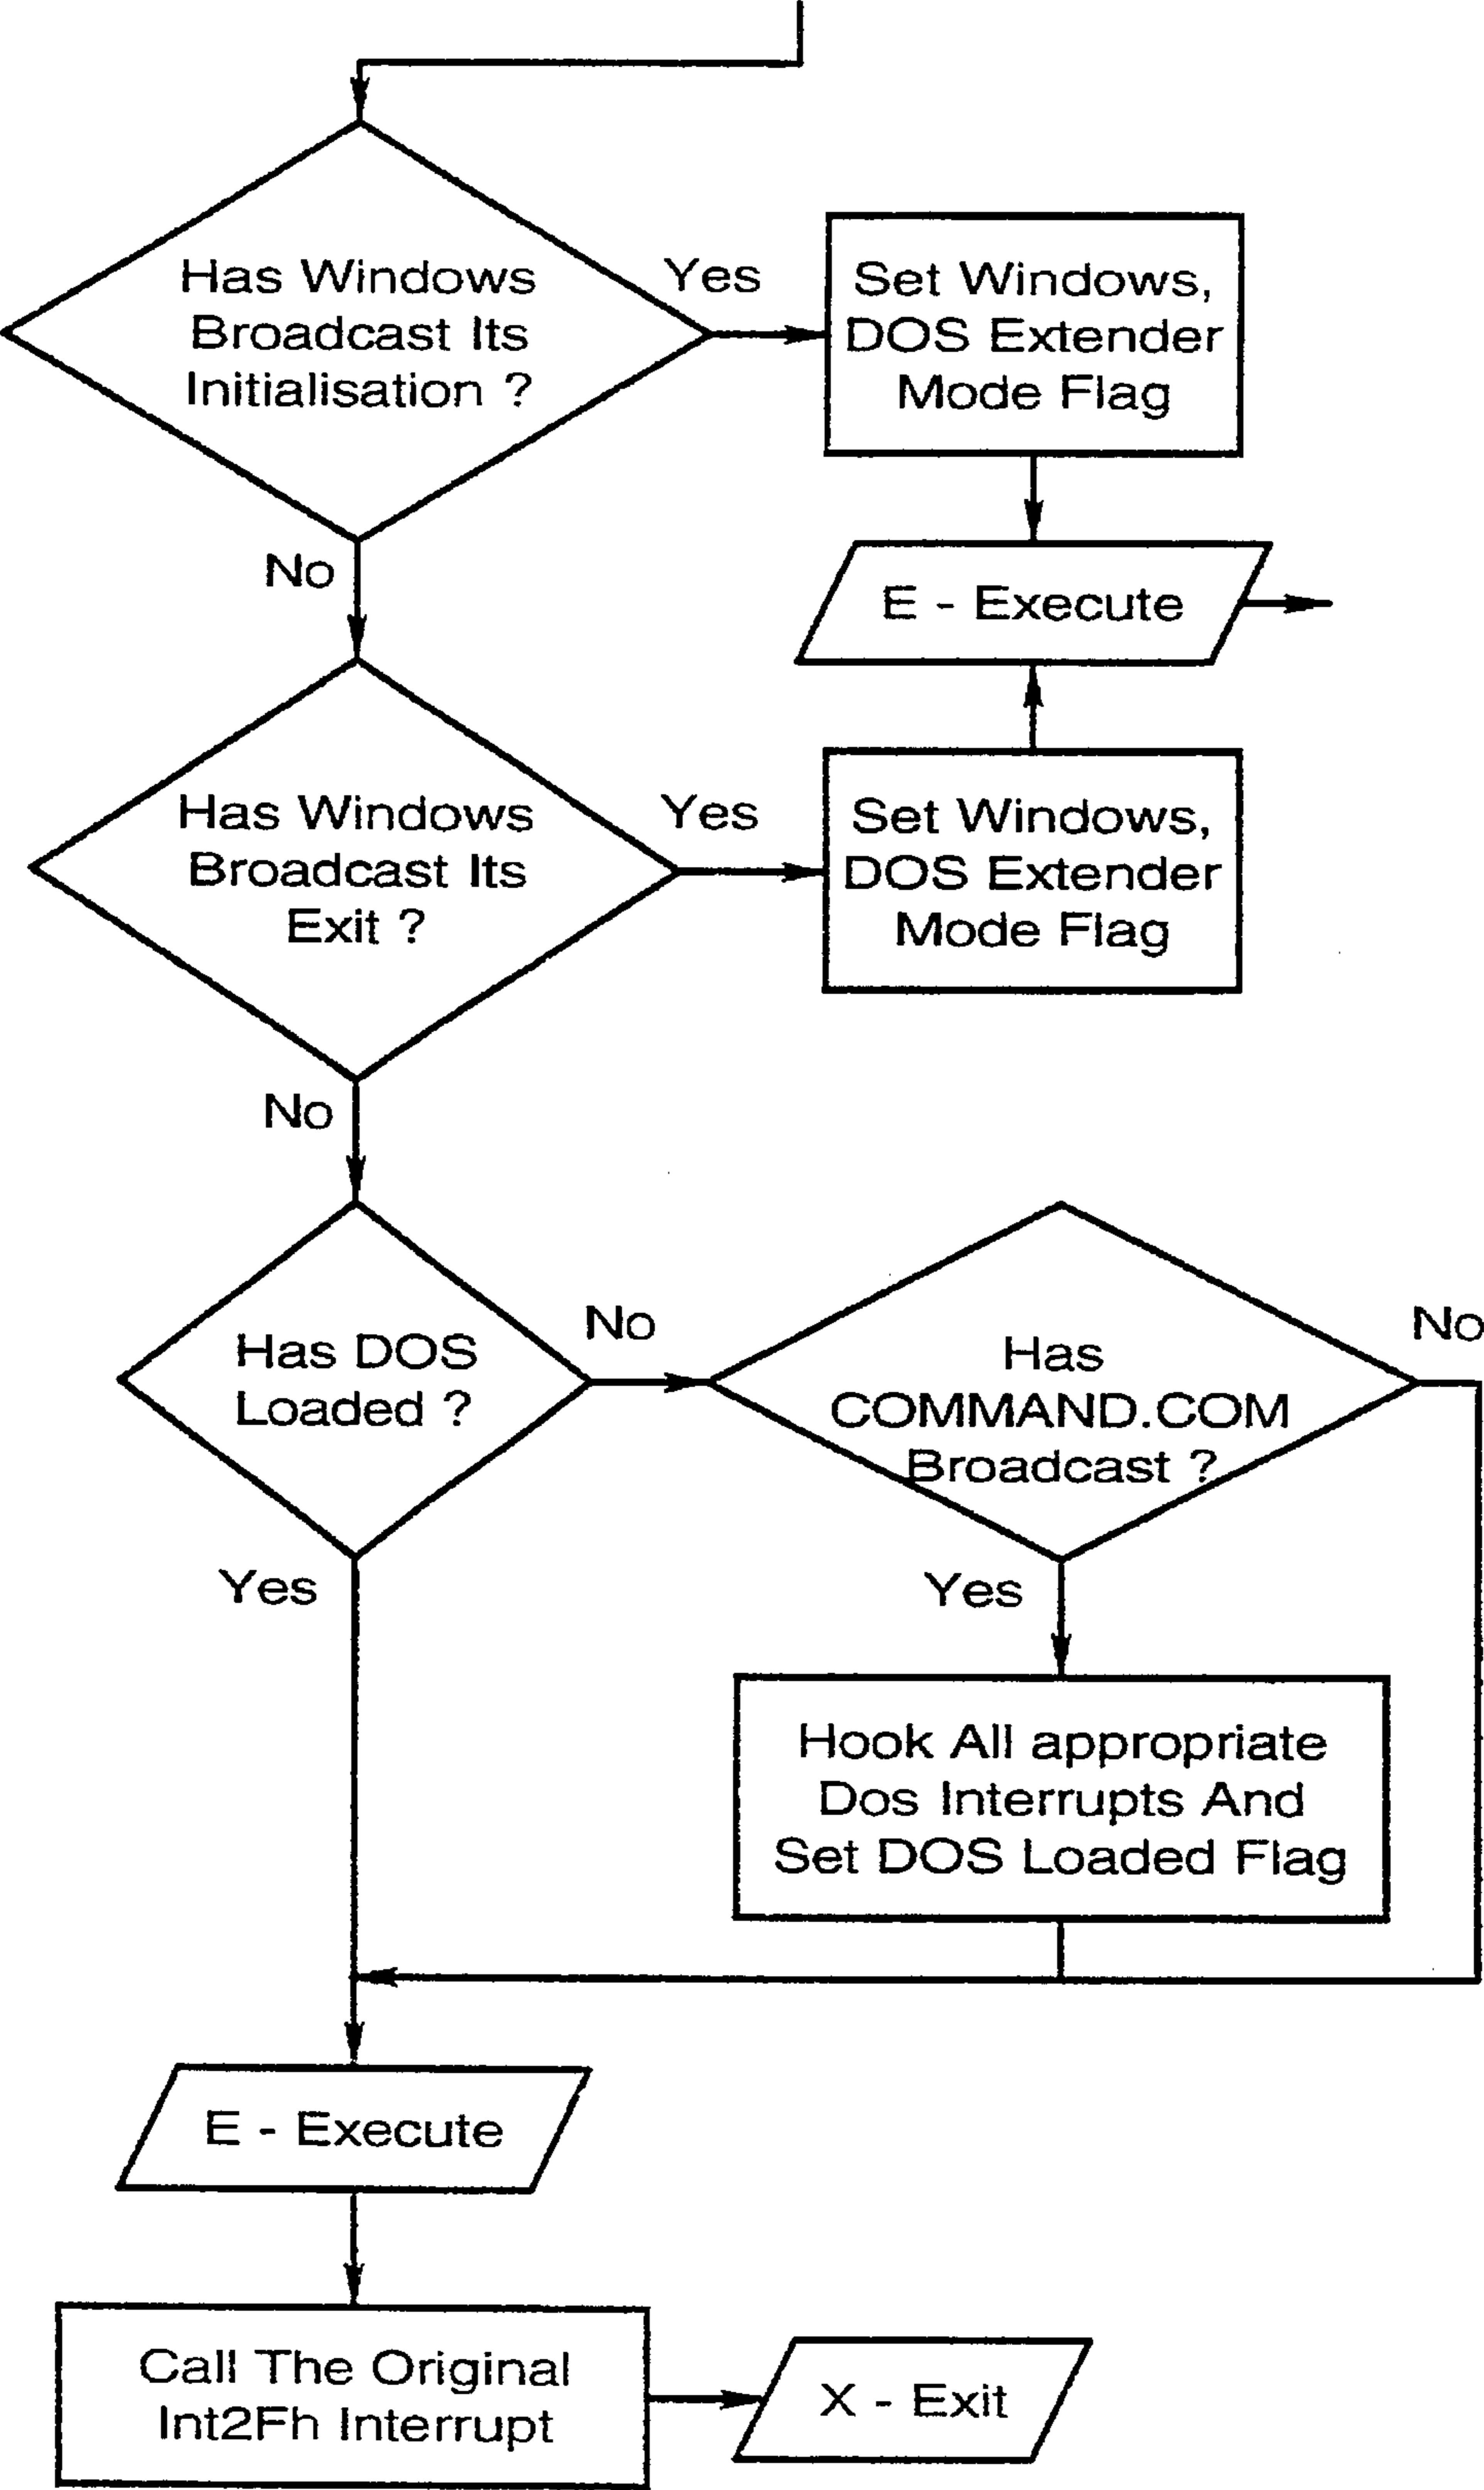 Has Windows
Broadcast Its
Initialisation ?
Yes
Set Windows,
DOS Extender
Mode Flag
No
E - Execute
Has Windows
Broadcast Its
Exit ?
Yes
Set Windows,
DOS Extender
Mode Flag
No
Has DOS
Loaded ?
No
Has
COMMAND.COM
Broadcast ?
No
Yes
Yes
Hook All appropriate
Dos Interrupts And
Set DOS Loaded Flag
E - Execute
Call The Original
Int2Fh Interrupt
X - Exit